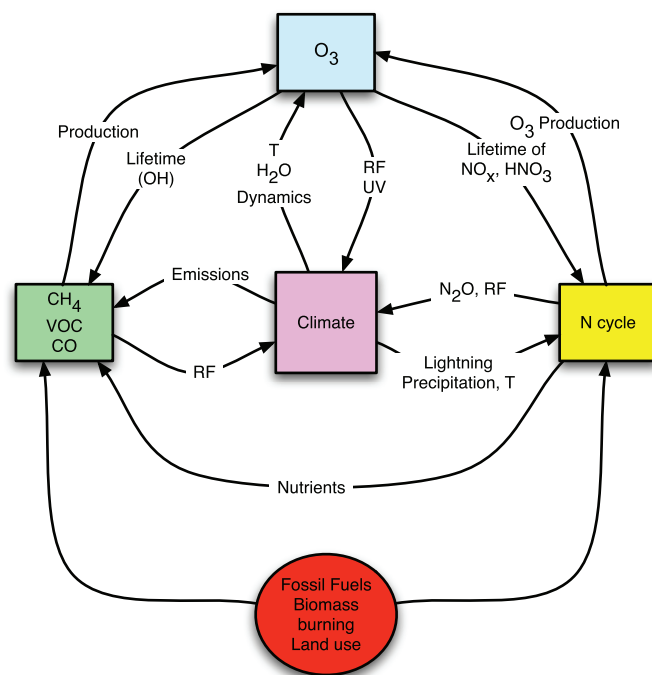 O3
Production
Lifetime
(OH)
T
H2O
Dynamics
RF
UV
O3 Production
Lifetime of
NOx, HNO3
CH4
VOC
CO
Emissions
RF
Climate
N2O, RF
Lightning
Precipitation, T
N cycle
Nutrients
Fossil Fuels
Biomass
burning
Land use